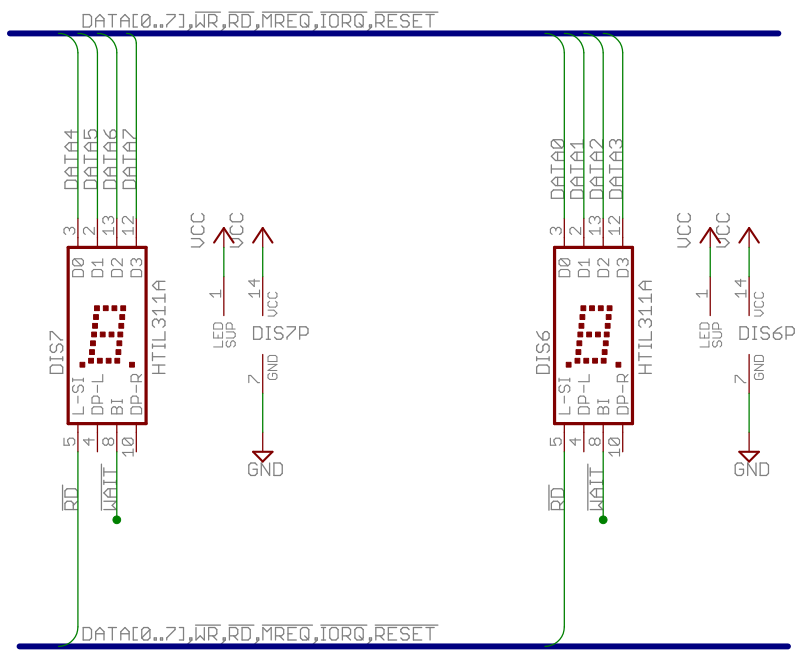 DATA[0..7],WR,RD,MREQ,IORQ,RESET
DATA4
DATA5
DATA6
DATA7
DATA0
DATA1
DATA2
DATA3
3
2
13
12
VCC
VCC
3
2
13
12
VCC
VCC
D0
D1
D2
D3
D0
D1
D2
D3
1
14
VCC
1
14
VCC
DIS7
HTIL311A
LED
SUP
DIS7P
DIS6
HTIL311A
LED
SUP
DIS6P
7
GND
7
GND
L-SI
DP-L
BI
DP-R
L-SI
DP-L
BI
DP-R
5
4
8
10
GND
5
4
8
10
GND
RD
WAIT
RD
WAIT
DATA[0..7],WR,RD,MREQ,IORQ,RESET